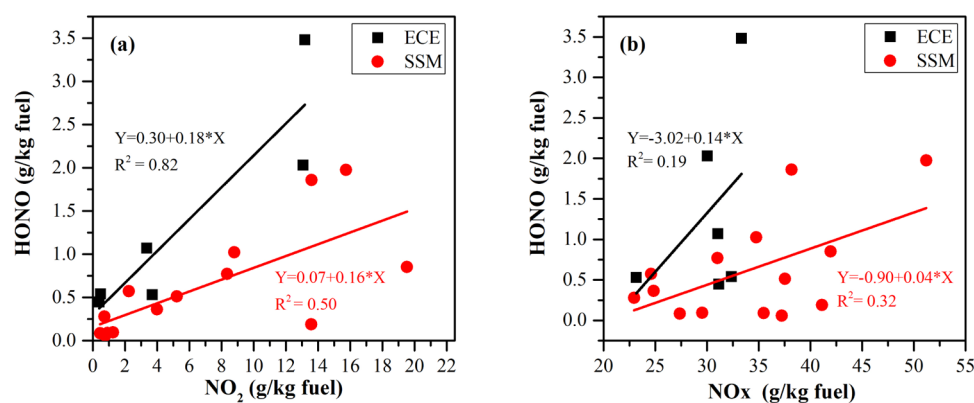 (a)
ECE
SSM
Y=0.30+0.18*X
R² = 0.82
Y=0.07+0.16*X
R² = 0.50
HONO (g/kg fuel)
3.5
3.0
2.5
2.0
1.5
1.0
0.5
0.0
0 2 4 6 8 10 12 14 16 18 20 22
NO₂ (g/kg fuel)
(b)
ECE
SSM
Y=-3.02+0.14*X
R² = 0.19
Y=-0.90+0.04*X
R² = 0.32
HONO (g/kg fuel)
3.5
3.0
2.5
2.0
1.5
1.0
0.5
0.0
20 25 30 35 40 45 50 55
NOx (g/kg fuel)